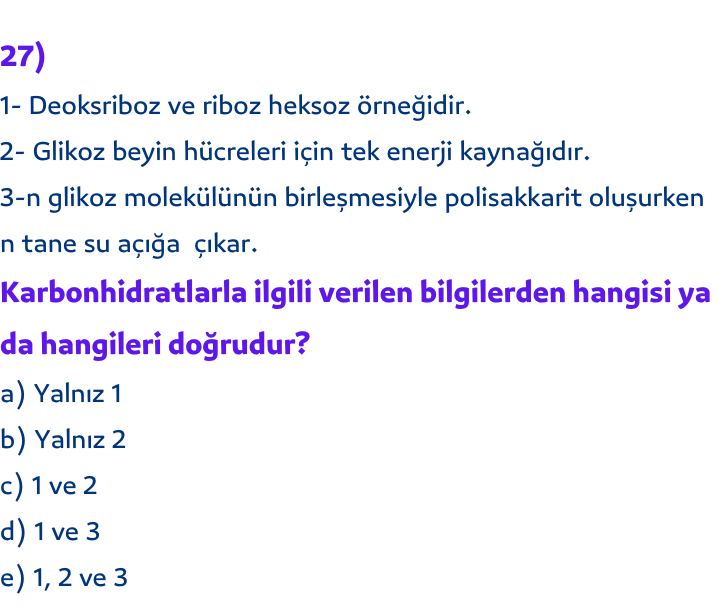 27)
1- Deoksriboz ve riboz heksoz örneğidir.
2- Glikoz beyin hücreleri için tek enerji kaynağıdır.
3-n glikoz molekülünün birleşmesiyle polisakkarit oluşurken
n tane su açığa çıkar.
Karbonhidratlarla ilgili verilen bilgilerden hangisi ya
da hangileri doğrudur?
a) Yalnız 1
b) Yalnız 2
c) 1 ve 2
d) 1 ve 3
e) 1, 2 ve 3